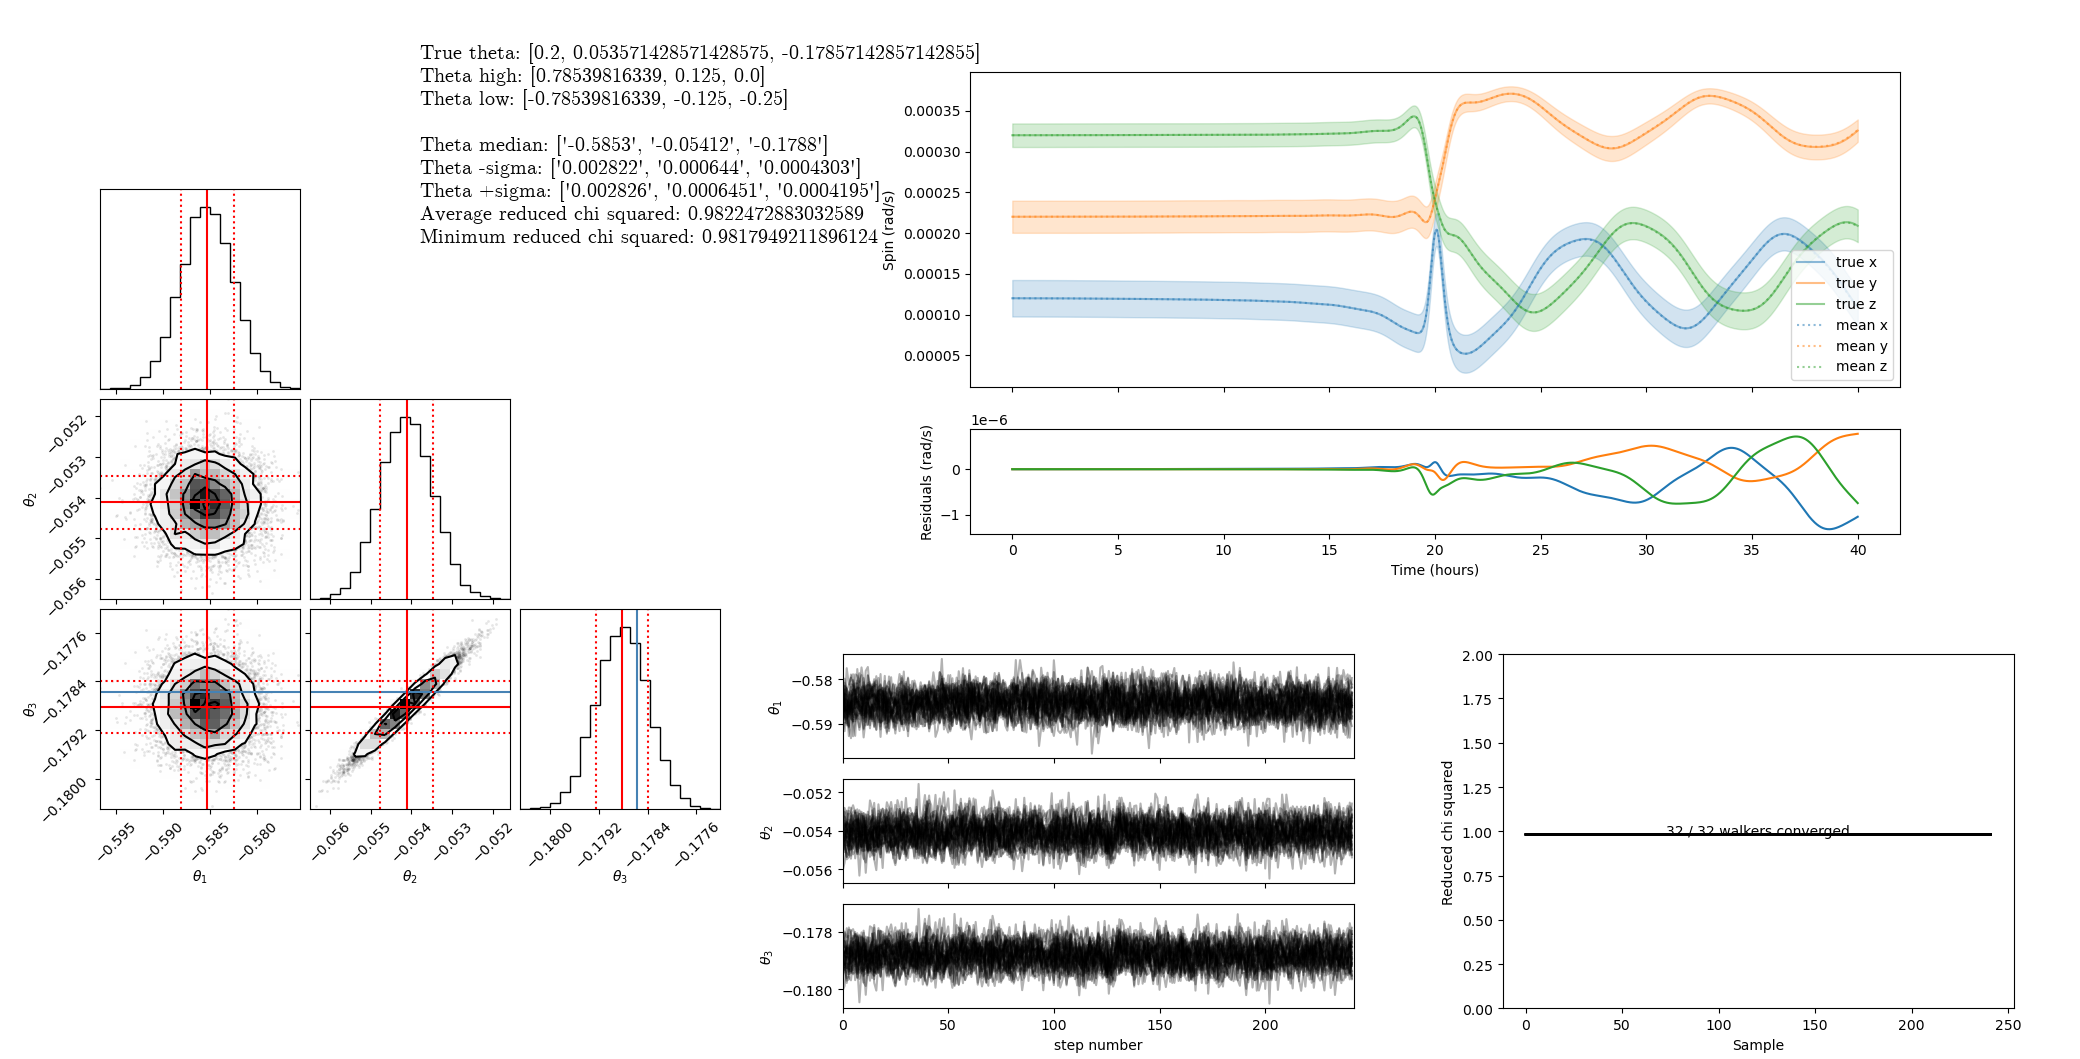 True theta: [0.2, 0.053571428571428575, -0.17857142857142855]
Theta high: [0.78539816339, 0.125, 0.0]
Theta low: [-0.78539816339, -0.125, -0.25]
Theta median: ['-0.5853', '-0.05412', '-0.1788']
Theta -sigma: ['0.002822', '0.000644', '0.0004303']
Theta +sigma: ['0.002826', '0.0006451', '0.0004195']
Average reduced chi squared: 0.9822472883032589
Minimum reduced chi squared: 0.9817949211896124
θ2
−0.052
−0.053
−0.054
−0.055
−0.056
θ3
−0.1776
−0.1784
−0.1792
−0.1800
−0.595 −0.590 −0.585 −0.580
θ1
−0.056 −0.055 −0.054 −0.053 −0.052
θ2
−0.1800 −0.1792 −0.1784 −0.1776
θ3
Spin (rad/s)
0.00035
0.00030
0.00025
0.00020
0.00015
0.00010
0.00005
true x
true y
true z
mean x
mean y
mean z
1e−6
Residuals (rad/s)
0
−1
0 5 10 15 20 25 30 35 40
Time (hours)
θ1
−0.58
−0.59
θ2
−0.052
−0.054
−0.056
θ3
−0.178
−0.180
0 50 100 150 200
step number
Reduced chi squared
2.00
1.75
1.50
1.25
1.00
0.75
0.50
0.25
0.00
32 / 32 walkers converged
0 50 100 150 200 250
Sample